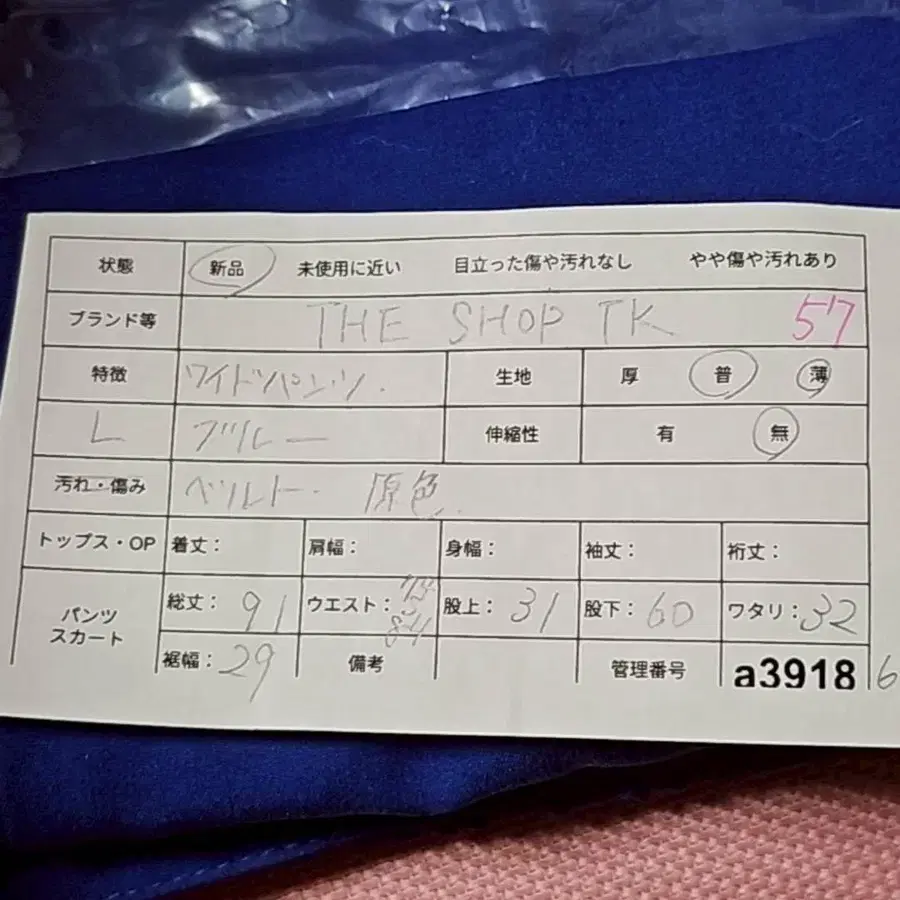 状態 新品 未使用に近い 目立った傷や汚れなし やや傷や汚れあり
ブランド等 THE SHOP TK 57
特徴 ワイドパンツ. 生地 厚 普 薄
L ブルー 伸縮性 有 無
汚れ・傷み ベルト. 原色.
トップス・OP 着丈： 肩幅： 身幅： 袖丈： 裄丈：
パンツ スカート 総丈：91 ウエスト： 84 股上：31 股下：60 ワタリ：32
裾幅：29 備考 管理番号 a3918 6